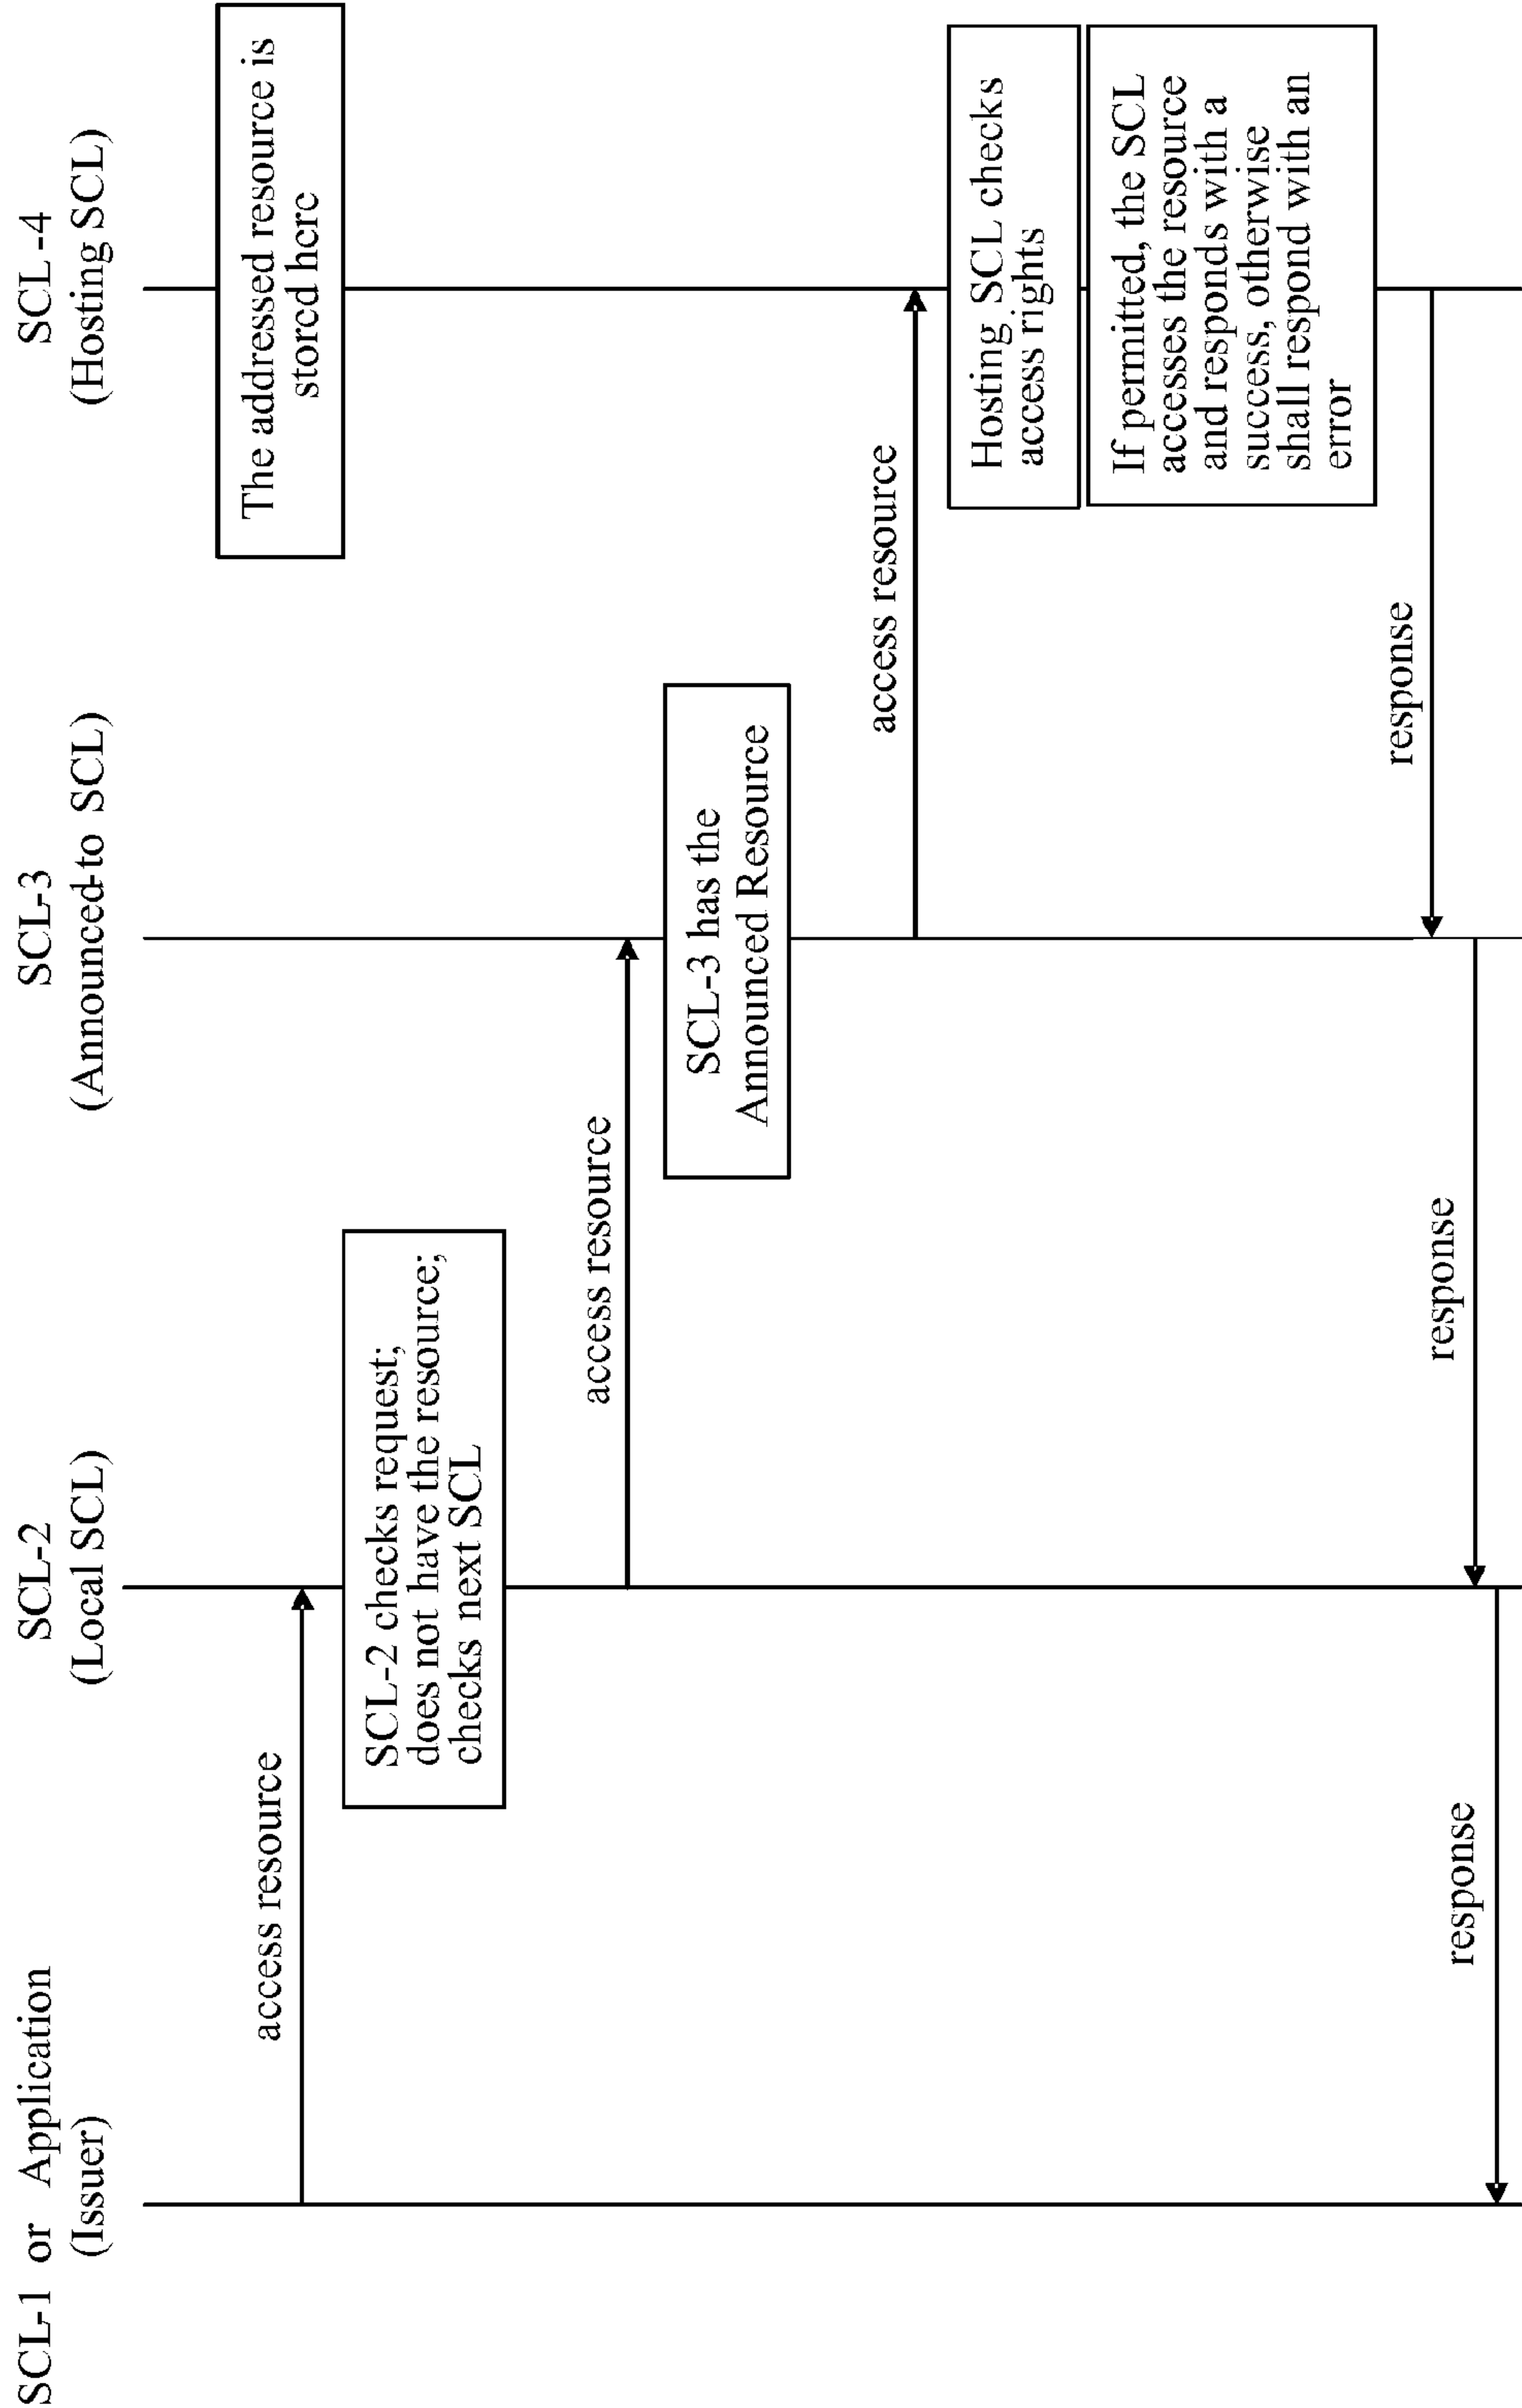 SCL-1 or Application
(Issuer)
SCL-2
(Local SCL)
SCL-3
(Announced-to SCL)
SCL -4
(Hosting SCL)
The addressed resource is
stored here
access resource
SCL-2 checks request;
does not have the resource;
checks next SCL
access resource
SCL-3 has the
Announced Resource
access resource
Hosting SCL checks
access rights
If permitted, the SCL
accesses the resource
and responds with a
success, otherwise
shall respond with an
error
response
response
response